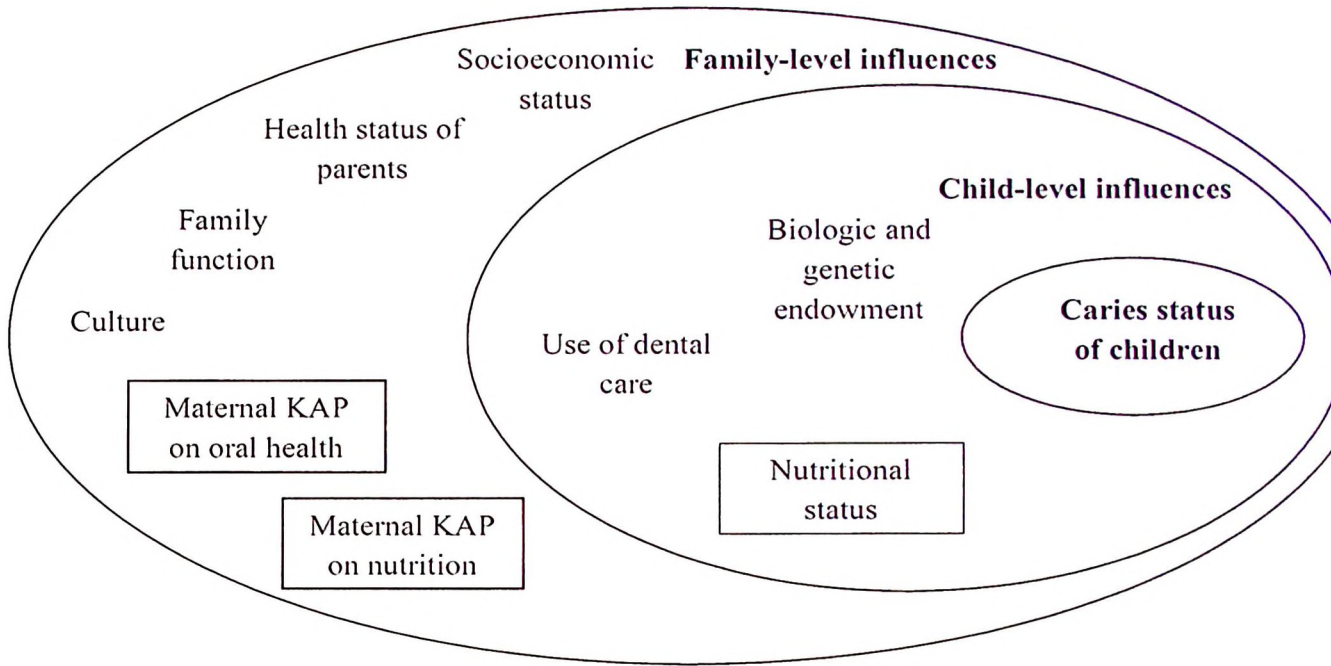 Socioeconomic
status
Family-level influences
Health status of
parents
Family
function
Culture
Maternal KAP
on oral health
Maternal KAP
on nutrition
Child-level influences
Biologic and
genetic
endowment
Use of dental
care
Nutritional
status
Caries status
of children